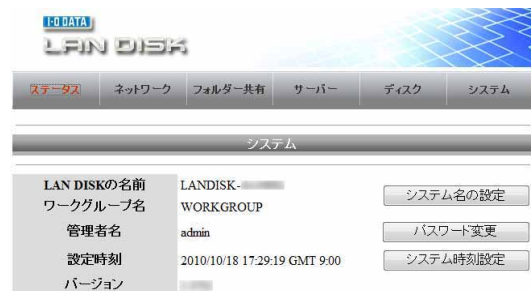 I-O DATA
LAN DISK
ステータス ネットワーク フォルダー共有 サーバー ディスク システム
システム
LAN DISKの名前 LANDISK- システム名の設定
ワークグループ名 WORKGROUP
管理者名 admin パスワード変更
設定時刻 2010/10/18 17:29:19 GMT 9:00 システム時刻設定
バージョン